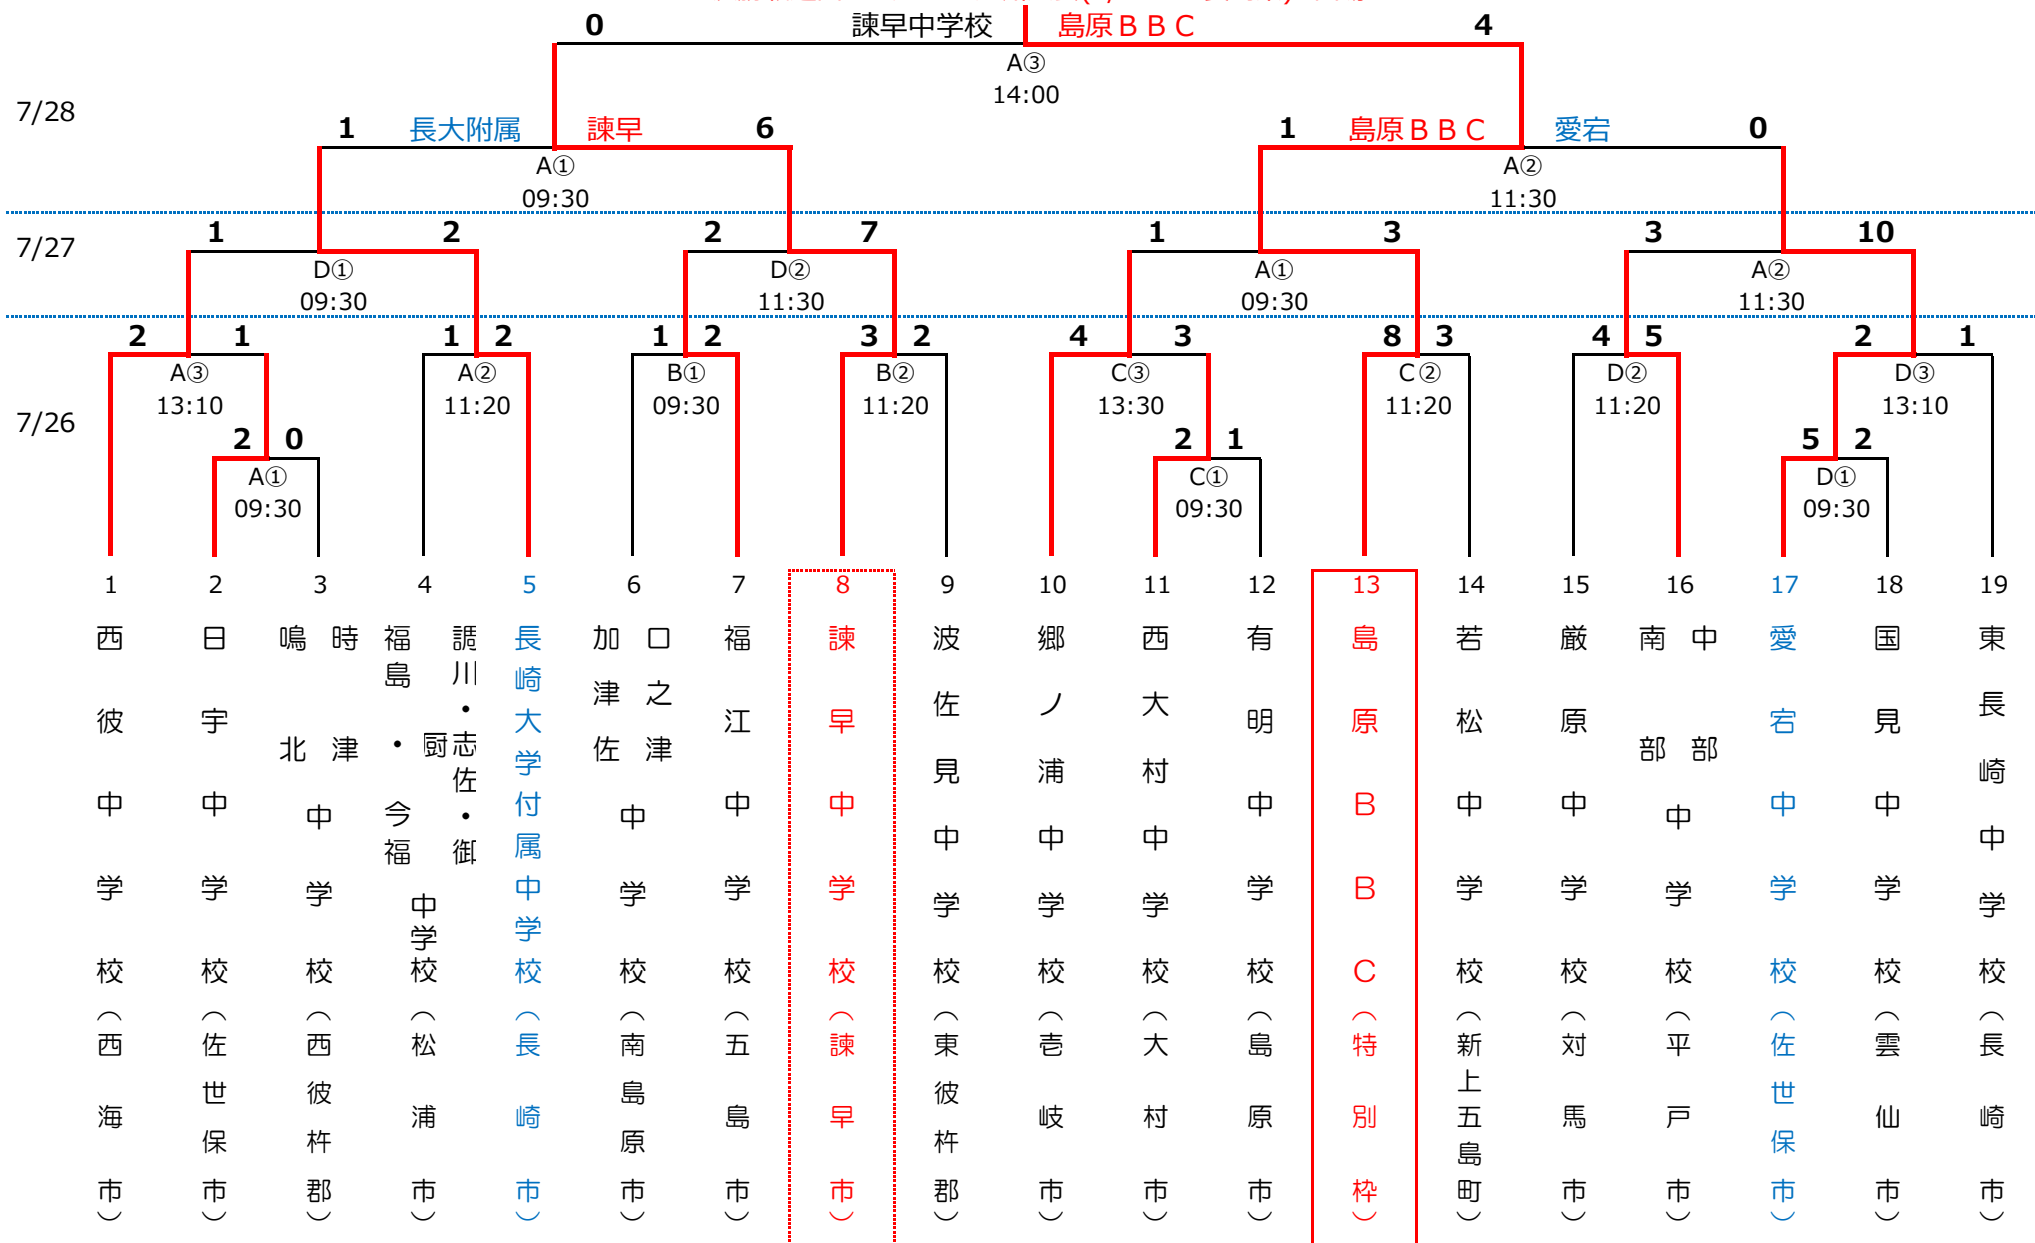 0 諫早中学校 島原ＢＢＣ 4
A③
14:00
7/28
1 長大附属 諫早 6
1 島原ＢＢＣ 愛宕 0
A①
09:30
A②
11:30
7/27
1 2 2 7 1 3 3 10
D① D② A① A②
09:30 11:30 09:30 11:30
2 1 1 2 1 2 3 2 4 3 8 3 4 5 2 1
A③ A② B① B② C③ C② D② D③
13:10 11:20 09:30 11:20 13:30 11:20 11:20 13:10
7/26
2 0 2 1 5 2
A① C① D①
09:30 09:30 09:30
1 2 3 4 5 6 7 8 9 10 11 12 13 14 15 16 17 18 19
西彼中学校（西海市）
日宇中学校（佐世保市）
時津
鳴北
中学校（西彼杵郡）
調川・志佐・御厨
福島・今福
中学校（松浦市）
長崎大学付属中学校（長崎市）
口之津
加津佐
中学校（南島原市）
福江中学校（五島市）
諫早中学校（諫早市）
波佐見中学校（東彼杵郡）
郷ノ浦中学校（壱岐市）
西大村中学校（大村市）
有明中学校（島原市）
島原ＢＢＣ（特別枠）
若松中学校（新上五島町）
厳原中学校（対馬市）
中部
南部
中学校（平戸市）
愛宕中学校（佐世保市）
国見中学校（雲仙市）
東長崎中学校（長崎市）